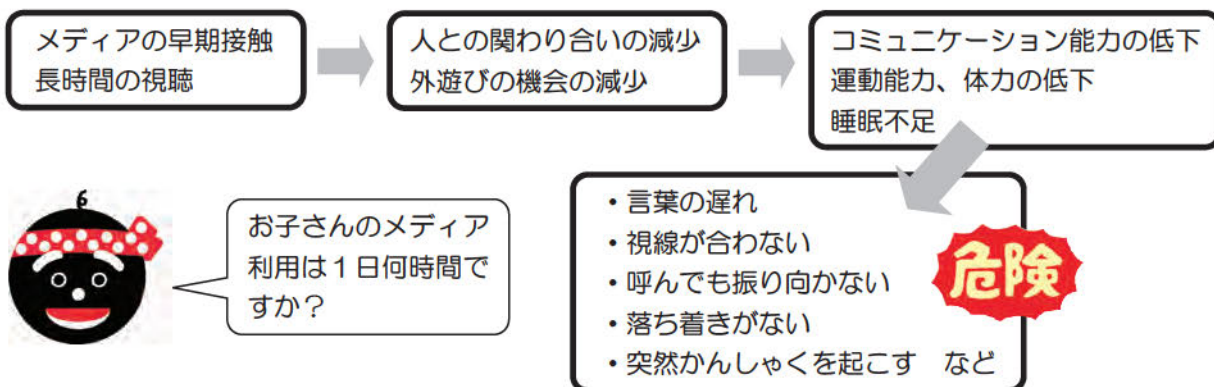 メディアの早期接触
長時間の視聴
人との関わり合いの減少
外遊びの機会の減少
コミュニケーション能力の低下
運動能力、体力の低下
睡眠不足
お子さんのメディア
利用は１日何時間で
すか？
・言葉の遅れ
・視線が合わない
・呼んでも振り向かない
・落ち着きがない
・突然かんしゃくを起こす　など
危険